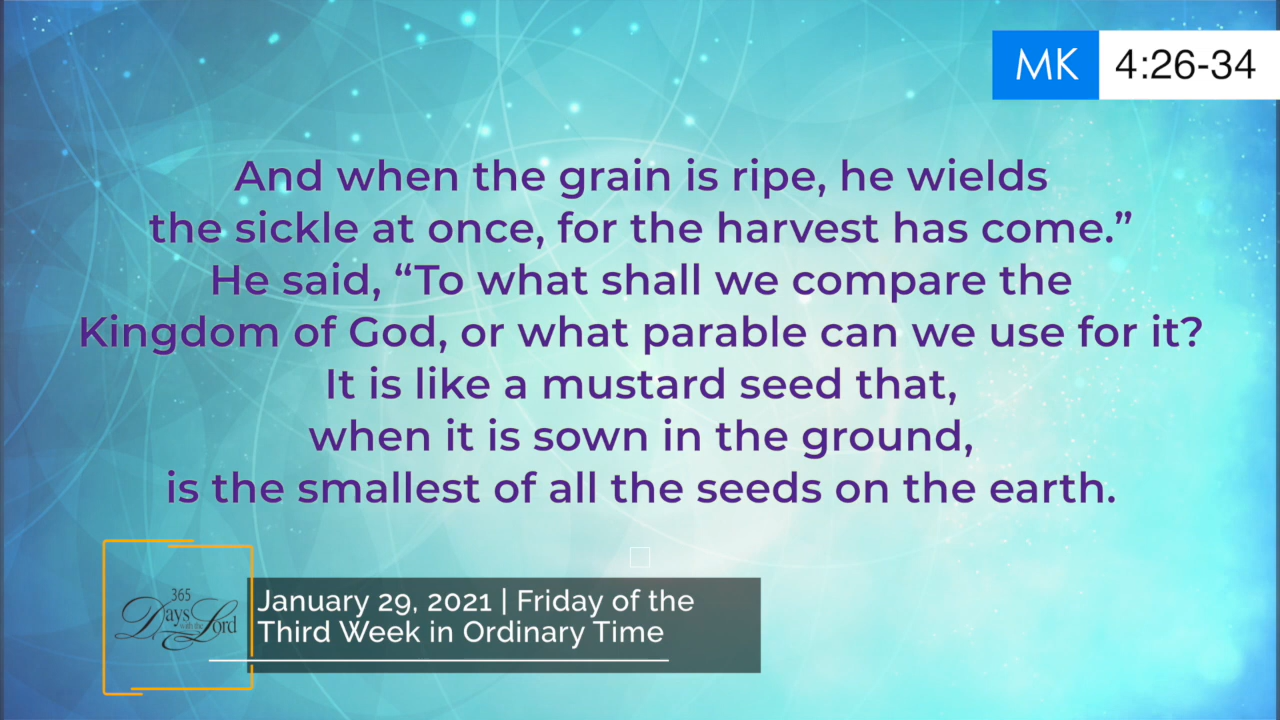 MK 4:26-34
And when the grain is ripe, he wields
the sickle at once, for the harvest has come.”
He said, “To what shall we compare the
Kingdom of God, or what parable can we use for it?
It is like a mustard seed that,
when it is sown in the ground,
is the smallest of all the seeds on the earth.
365
Days with the Lord
January 29, 2021 | Friday of the
Third Week in Ordinary Time